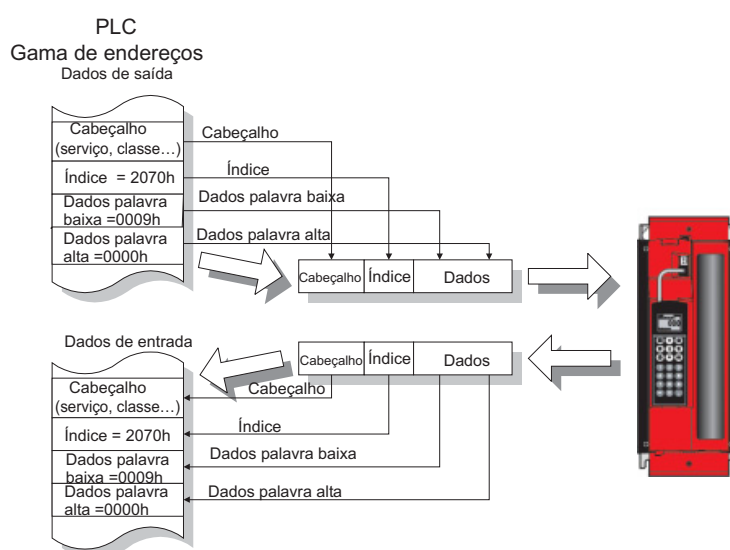 PLC
Gama de endereços
Dados de saída
Cabeçalho
(serviço, classe…)
Cabeçalho
Índice = 2070h
Índice
Dados palavra
baixa =0009h
Dados palavra baixa
Dados palavra
alta =0000h
Dados palavra alta
Cabeçalho
Índice
Dados
Dados de entrada
Cabeçalho
Índice
Dados
Cabeçalho
(serviço, classe…)
Cabeçalho
Índice = 2070h
Índice
Dados palavra
baixa =0009h
Dados palavra baixa
Dados palavra
alta =0000h
Dados palavra alta